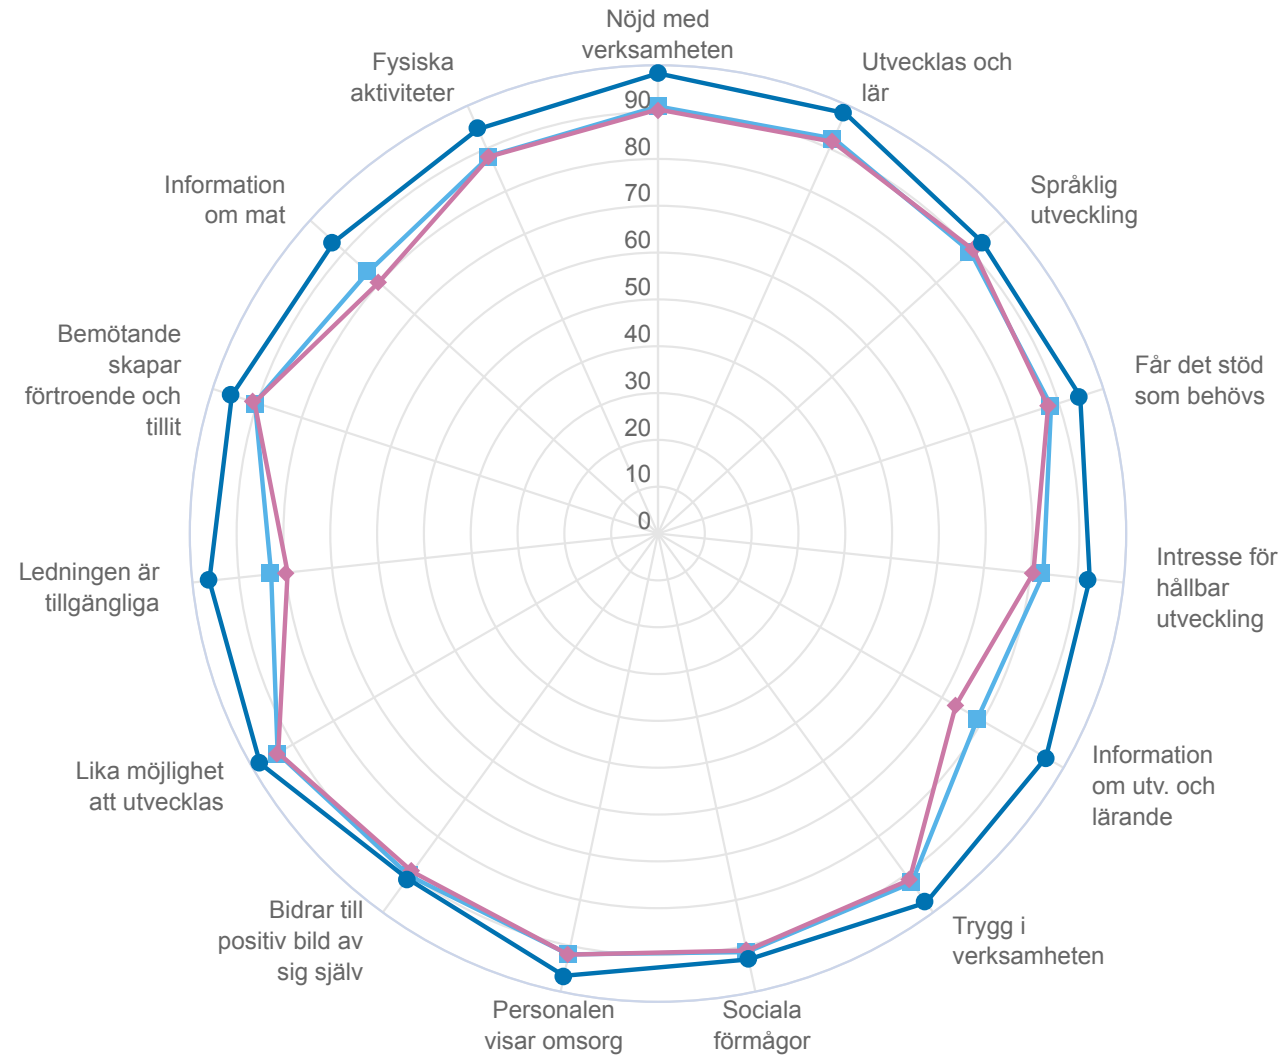 Nöjd med
verksamheten
Utvecklas och
lär
Språklig
utveckling
Får det stöd
som behövs
Intresse för
hållbar
utveckling
Information
om utv. och
lärande
Trygg i
verksamheten
Sociala
förmågor
Personalen
visar omsorg
Bidrar till
positiv bild av
sig själv
Lika möjlighet
att utvecklas
Ledningen är
tillgängliga
Bemötande
skapar
förtroende och
tillit
Information
om mat
Fysiska
aktiviteter
90
80
70
60
50
40
30
20
10
0